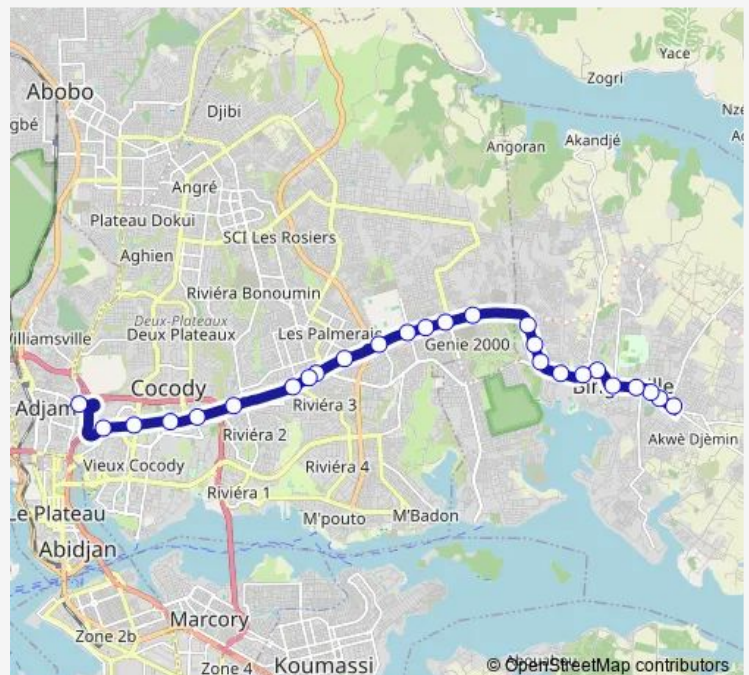 Yace
Abobo
Zogri
gbé
Djibi
Angoran
Akandjé
Angré
Plateau Dokui
SCI Les Rosiers
Aghien
Riviéra Bonoumin
Deux-Plateaux
Deux Plateaux
Les Palmerais
Genie 2000
Cocody
Riviéra 3
Akwè Djèmin
Riviéra 2
Vieux Cocody
Riviéra 4
Riviéra 1
Le Plateau
M'pouto
M'Badon
Abidjan
Marcory
Zone 2b
Zone 4
Koumassi
© OpenStreetMap contributors